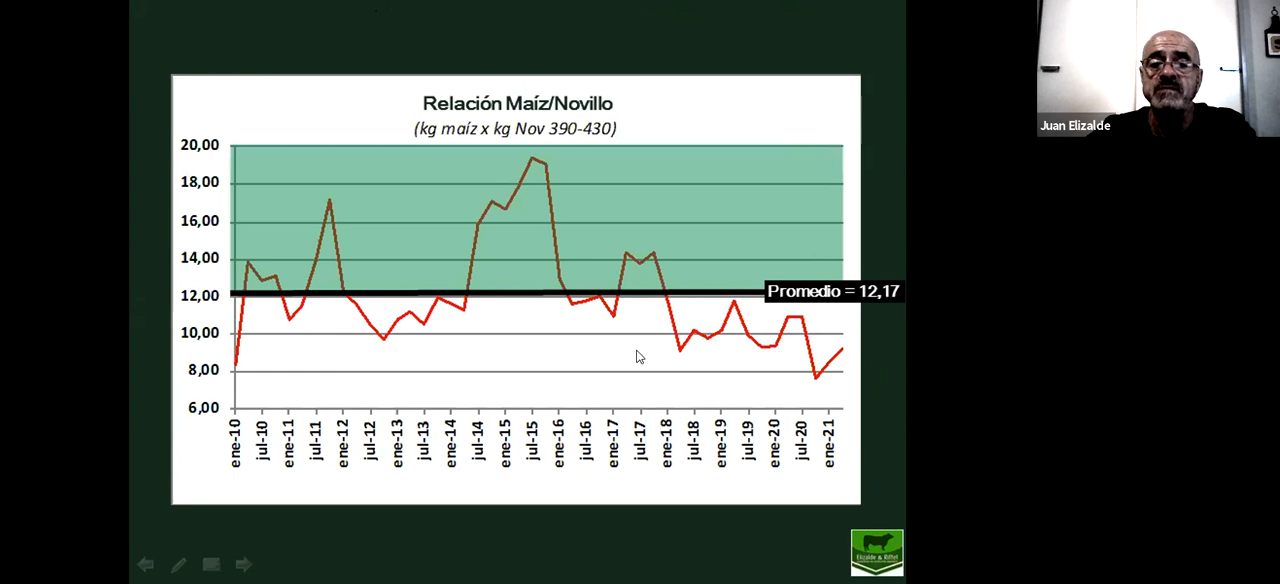 Relación Maíz/Novillo
(kg maíz x kg Nov 390-430)
20,00
18,00
16,00
14,00
12,00
10,00
8,00
6,00
Promedio = 12,17
ene-10
jul-10
ene-11
jul-11
ene-12
jul-12
ene-13
jul-13
ene-14
jul-14
ene-15
jul-15
ene-16
jul-16
ene-17
jul-17
ene-18
jul-18
ene-19
jul-19
ene-20
jul-20
ene-21
Juan Elizalde
Elizalde & Riffel